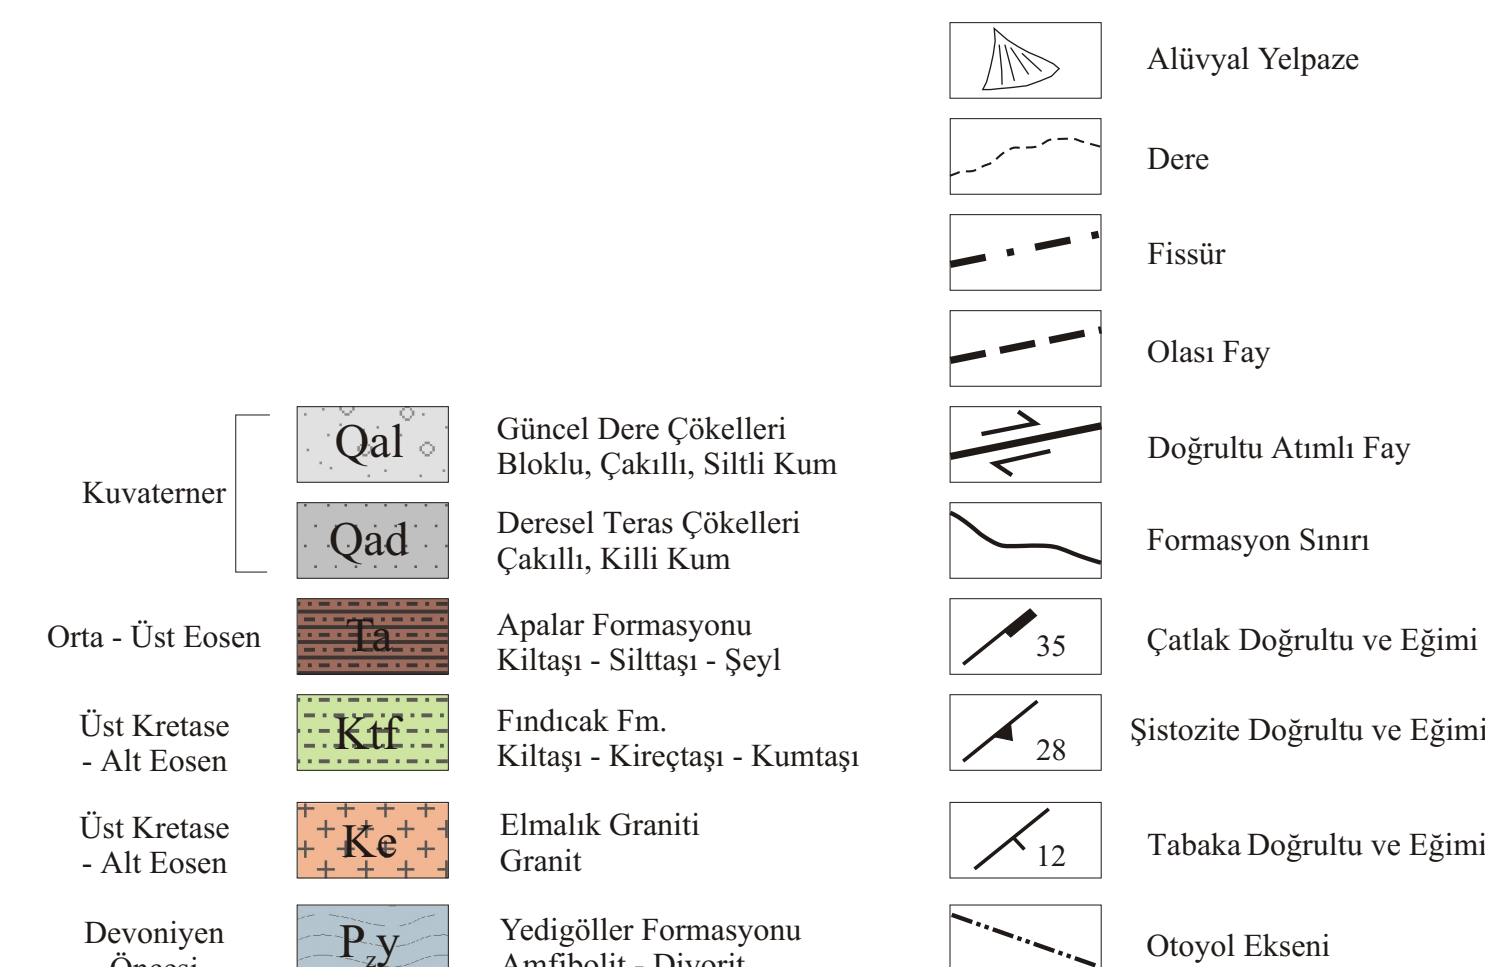 Kuvaterner
Qal
Güncel Dere Çökelleri
Bloklu, Çakıllı, Siltli Kum
Qad
Deresel Teras Çökelleri
Çakıllı, Killi Kum
Orta - Üst Eosen
Ta
Apalar Formasyonu
Kiltaşı - Silttaşı - Şeyl
Üst Kretase
- Alt Eosen
Ktf
Fındıcak Fm.
Kiltaşı - Kireçtaşı - Kumtaşı
Üst Kretase
- Alt Eosen
Ke
Elmalık Graniti
Granit
Devoniyen
Öncesi
Pzy
Yedigöller Formasyonu
Amfibolit - Diyorit
Alüvyal Yelpaze
Dere
Fissür
Olası Fay
Doğrultu Atımlı Fay
Formasyon Sınırı
35
Çatlak Doğrultu ve Eğimi
28
Şistozite Doğrultu ve Eğimi
12
Tabaka Doğrultu ve Eğimi
Otoyol Ekseni